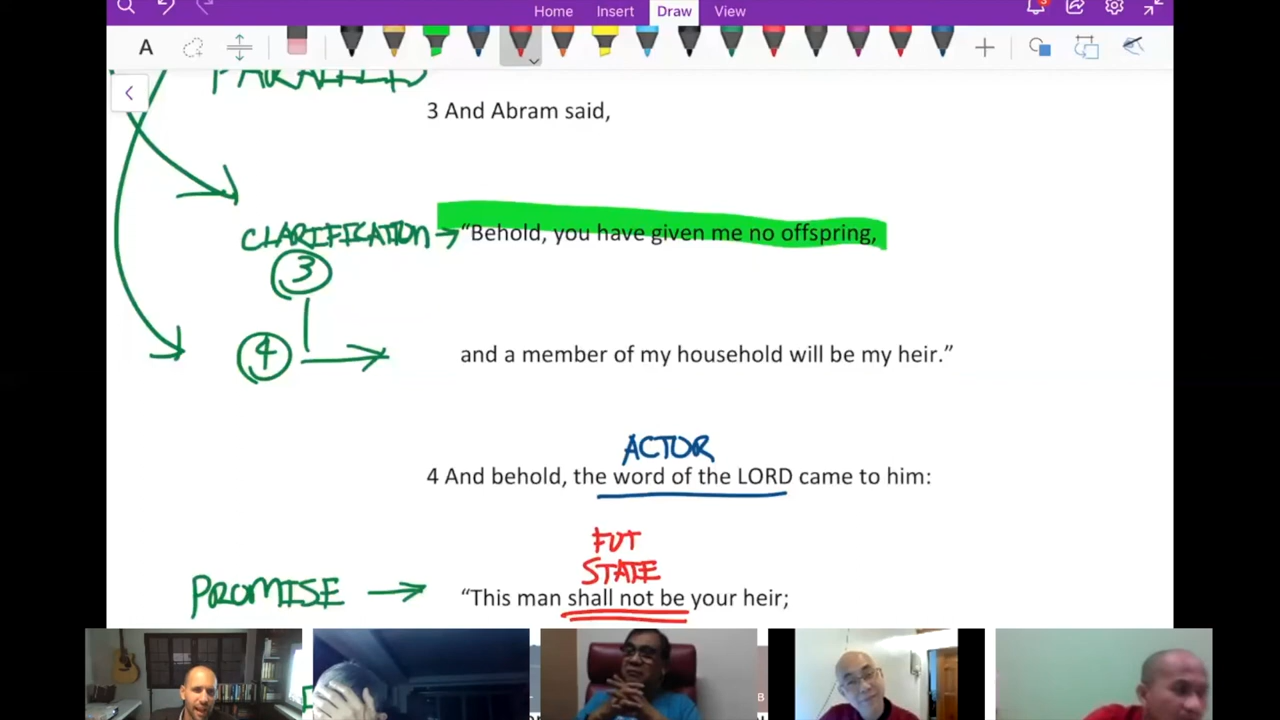 Home Insert Draw View
A
PARALLEL
3 And Abram said,
CLARIFICATION → “Behold, you have given me no offspring,
3
4
and a member of my household will be my heir.”
ACTOR
4 And behold, the word of the LORD came to him:
FUT
STATE
PROMISE → “This man shall not be your heir;